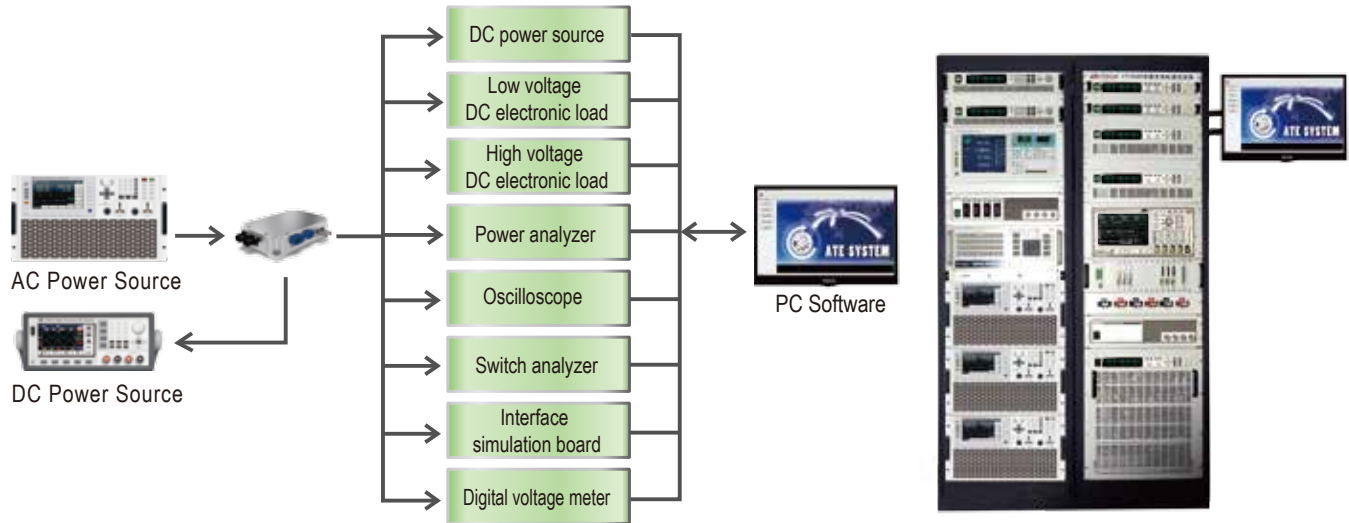 DC power source
Low voltage
DC electronic load
High voltage
DC electronic load
Power analyzer
Oscilloscope
Switch analyzer
Interface
simulation board
Digital voltage meter
AC Power Source
DC Power Source
ATE SYSTEM
PC Software
ATE SYSTEM